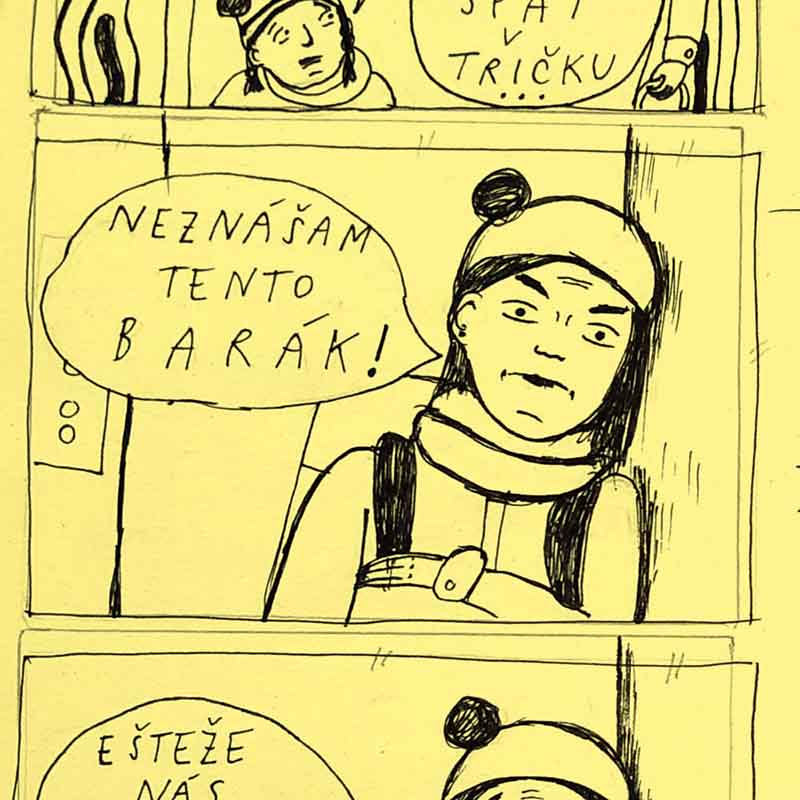 SPAŤ
V
TRIČKU
...
NEZNÁŠAM
TENTO
BARÁK!
EŠTEŽE
NÁS